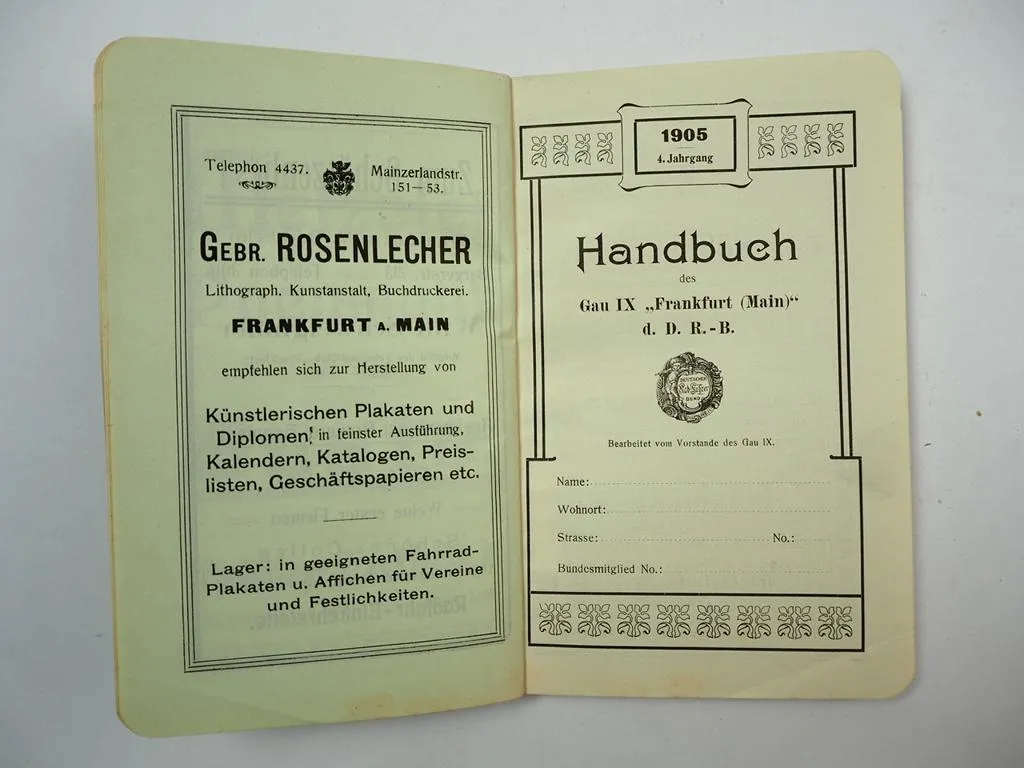 Telephon 4437.
Mainzerlandstr.
151—53.
GEBR. ROSENLECHER
Lithograph. Kunstanstalt, Buchdruckerei.
FRANKFURT A. MAIN
empfehlen sich zur Herstellung von
Künstlerischen Plakaten und
Diplomen, in feinster Ausführung,
Kalendern, Katalogen, Preis-
listen, Geschäftspapieren etc.
Lager: in geeigneten Fahrrad-
Plakaten u. Affichen für Vereine
und Festlichkeiten.
1905
4. Jahrgang
Handbuch
des
Gau IX „Frankfurt (Main)“
d. D. R.-B.
DEUTSCHER
BUND
Bearbeitet vom Vorstande des Gau IX.
Name:
Wohnort:
Strasse: No.:
Bundesmitglied No.: